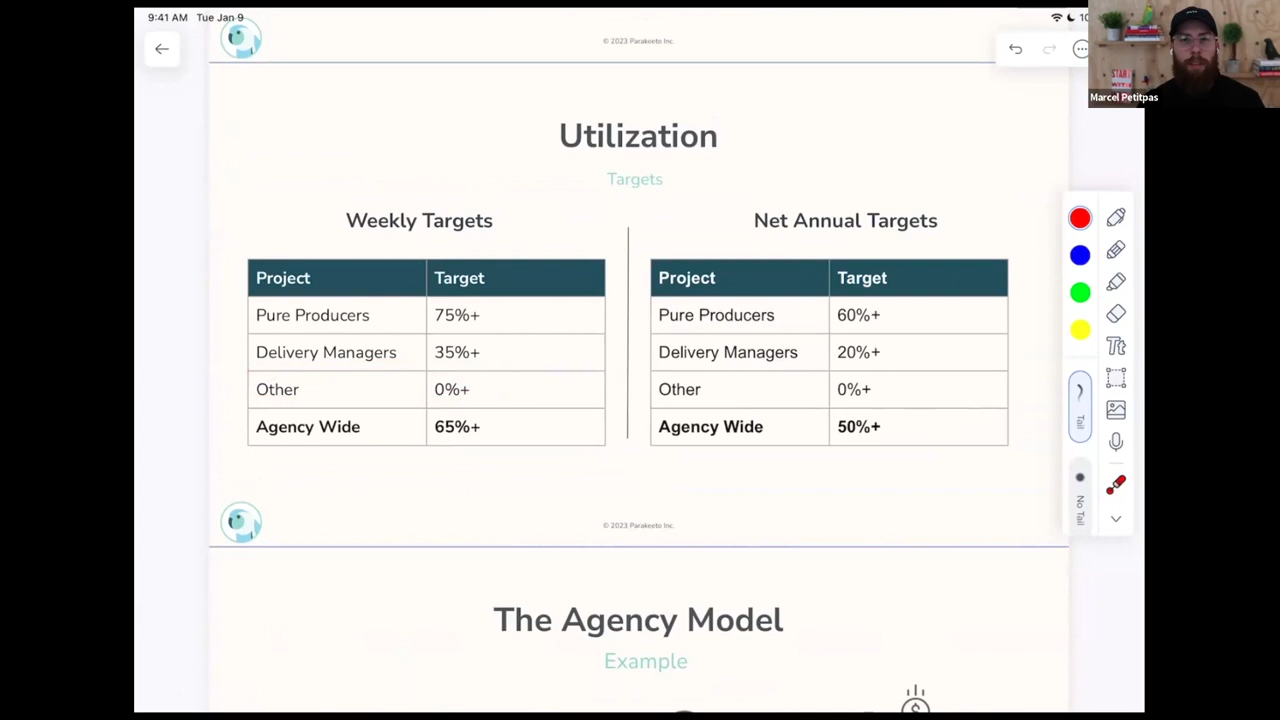 9:41 AM Tue Jan 9
© 2023 Parakeeto Inc.
Marcel Petitpas
Utilization
Targets
Weekly Targets
Project Target
Pure Producers 75%+
Delivery Managers 35%+
Other 0%+
Agency Wide 65%+
Net Annual Targets
Project Target
Pure Producers 60%+
Delivery Managers 20%+
Other 0%+
Agency Wide 50%+
Tt
Tail
No Tail
© 2023 Parakeeto Inc.
The Agency Model
Example
$